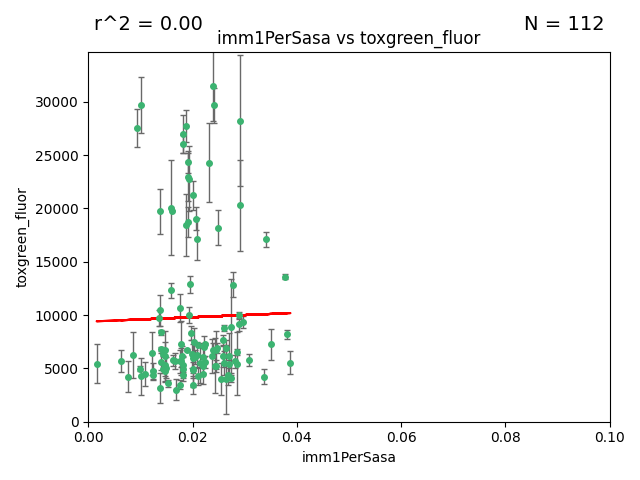 r^2 = 0.00
N = 112
imm1PerSasa vs toxgreen_fluor
30000
25000
20000
15000
10000
5000
0
toxgreen_fluor
0.00
0.02
0.04
0.06
0.08
0.10
imm1PerSasa